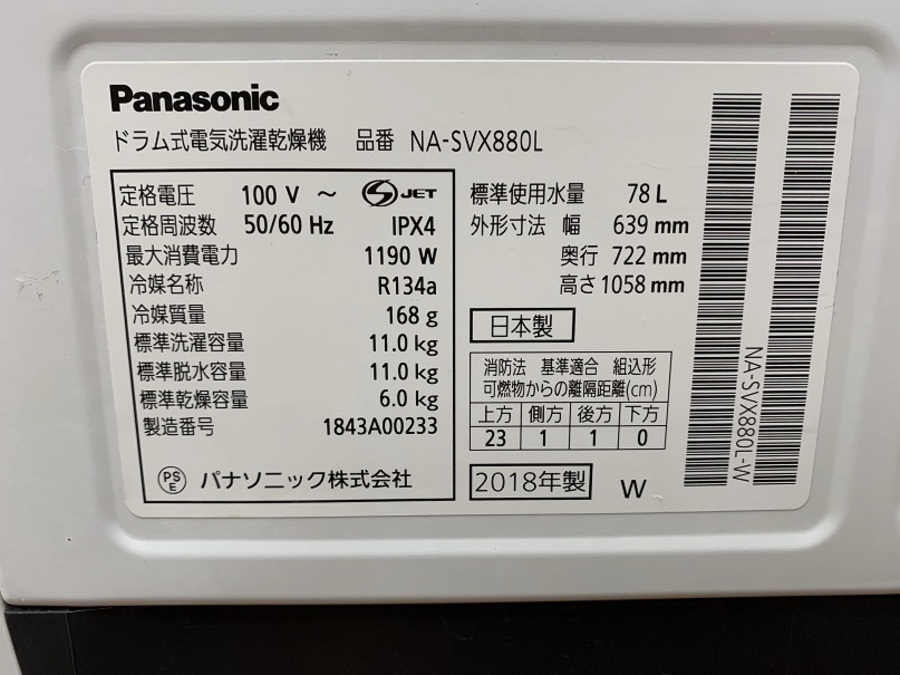 Panasonic
ドラム式電気洗濯乾燥機 品番 NA-SVX880L
定格電圧 100 V ～ S JET
定格周波数 50/60 Hz IPX4
最大消費電力 1190 W
冷媒名称 R134a
冷媒質量 168 g
標準洗濯容量 11.0 kg
標準脱水容量 11.0 kg
標準乾燥容量 6.0 kg
製造番号 1843A00233
PS E パナソニック株式会社
標準使用水量 78 L
外形寸法 幅 639 mm
奥行 722 mm
高さ 1058 mm
日本製
消防法 基準適合 組込形
可燃物からの離隔距離(cm)
上方 側方 後方 下方
23 1 1 0
2018年製 W
NA-SVX880L-W